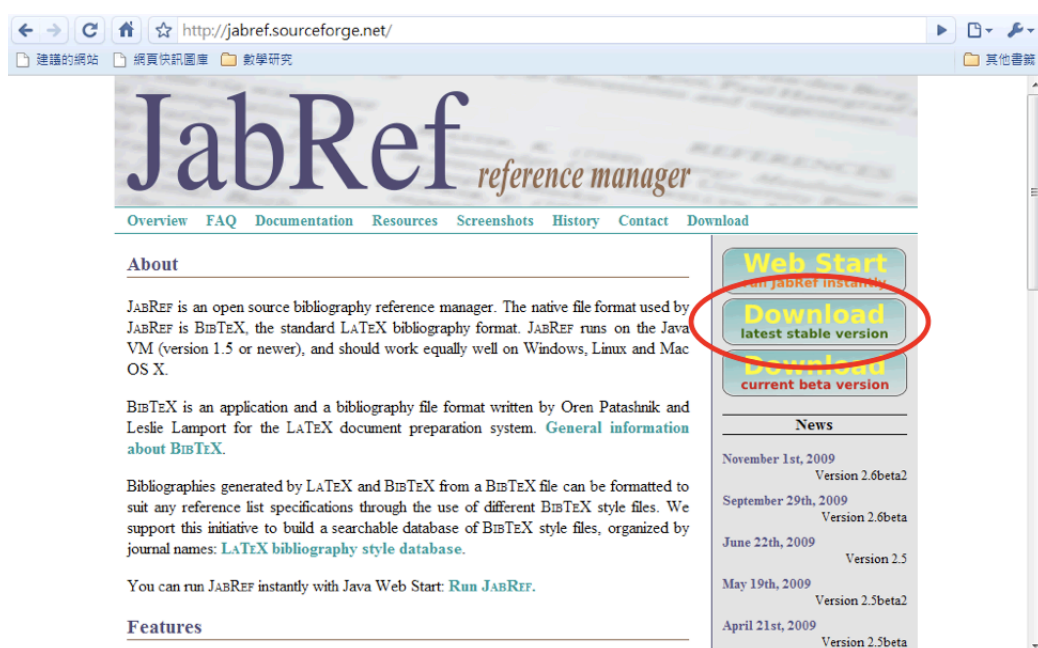 http://jabref.sourceforge.net/
建議的網站 網頁快訊圖庫 數學研究 其他書籤
JabRef reference manager
Overview FAQ Documentation Resources Screenshots History Contact Download
About
JABREF is an open source bibliography reference manager. The native file format used by
JABREF is BIBTEX, the standard LATEX bibliography format. JABREF runs on the Java
VM (version 1.5 or newer), and should work equally well on Windows, Linux and Mac
OS X.
BIBTEX is an application and a bibliography file format written by Oren Patashnik and
Leslie Lamport for the LATEX document preparation system. General information
about BIBTEX.
Bibliographies generated by LATEX and BIBTEX from a BIBTEX file can be formatted to
suit any reference list specifications through the use of different BIBTEX style files. We
support this initiative to build a searchable database of BIBTEX style files, organized by
journal names: LATEX bibliography style database.
You can run JABREF instantly with Java Web Start: Run JABREF.
Features
Web Start
run JabRef instantly
Download
latest stable version
Download
current beta version
News
November 1st, 2009
Version 2.6beta2
September 29th, 2009
Version 2.6beta
June 22th, 2009
Version 2.5
May 19th, 2009
Version 2.5beta2
April 21st, 2009
Version 2.5beta